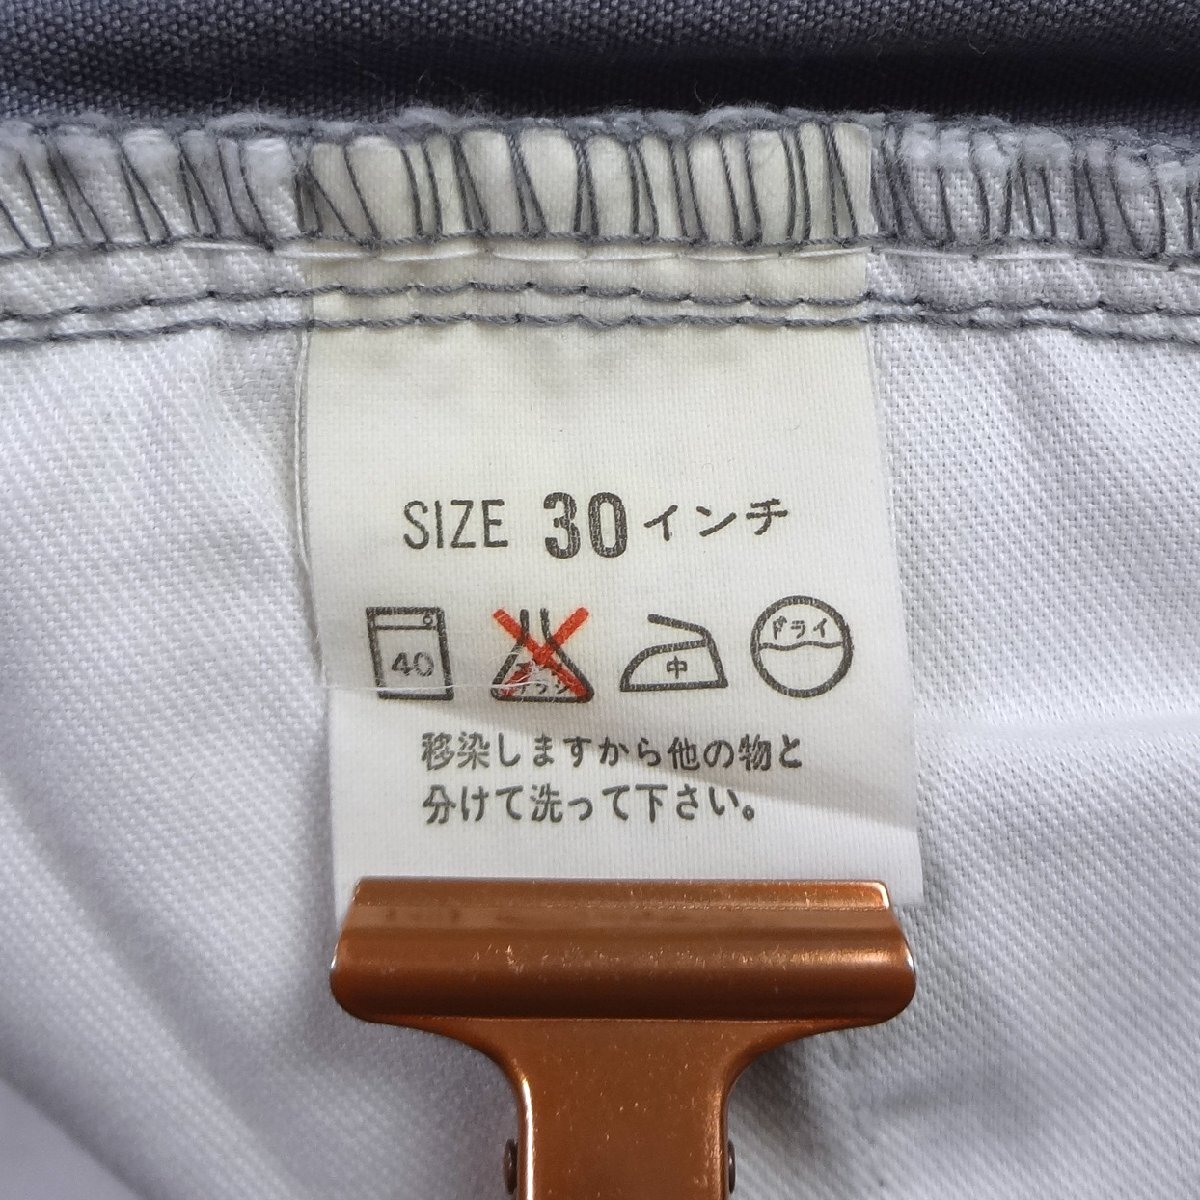 SIZE 30インチ
40 中 ドライ
移染しますから他の物と
分けて洗って下さい。